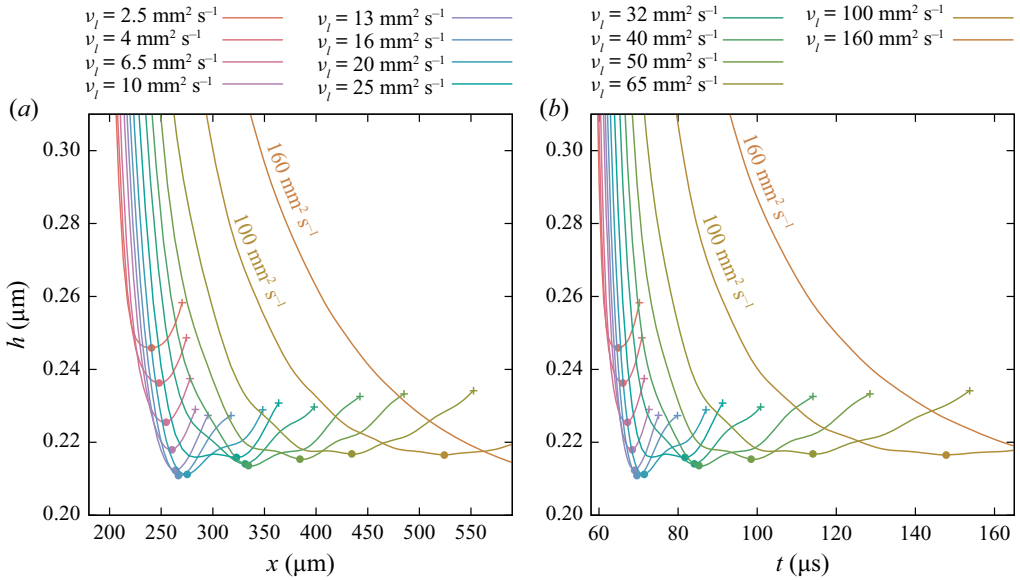 ν_l = 2.5 mm² s⁻¹
ν_l = 4 mm² s⁻¹
ν_l = 6.5 mm² s⁻¹
ν_l = 10 mm² s⁻¹
ν_l = 13 mm² s⁻¹
ν_l = 16 mm² s⁻¹
ν_l = 20 mm² s⁻¹
ν_l = 25 mm² s⁻¹
ν_l = 32 mm² s⁻¹
ν_l = 40 mm² s⁻¹
ν_l = 50 mm² s⁻¹
ν_l = 65 mm² s⁻¹
ν_l = 100 mm² s⁻¹
ν_l = 160 mm² s⁻¹
(a)
h (μm)
0.30
0.28
0.26
0.24
0.22
0.20
160 mm² s⁻¹
100 mm² s⁻¹
200 250 300 350 400 450 500 550
x (μm)
(b)
0.30
0.28
0.26
0.24
0.22
0.20
160 mm² s⁻¹
100 mm² s⁻¹
60 80 100 120 140 160
t (μs)